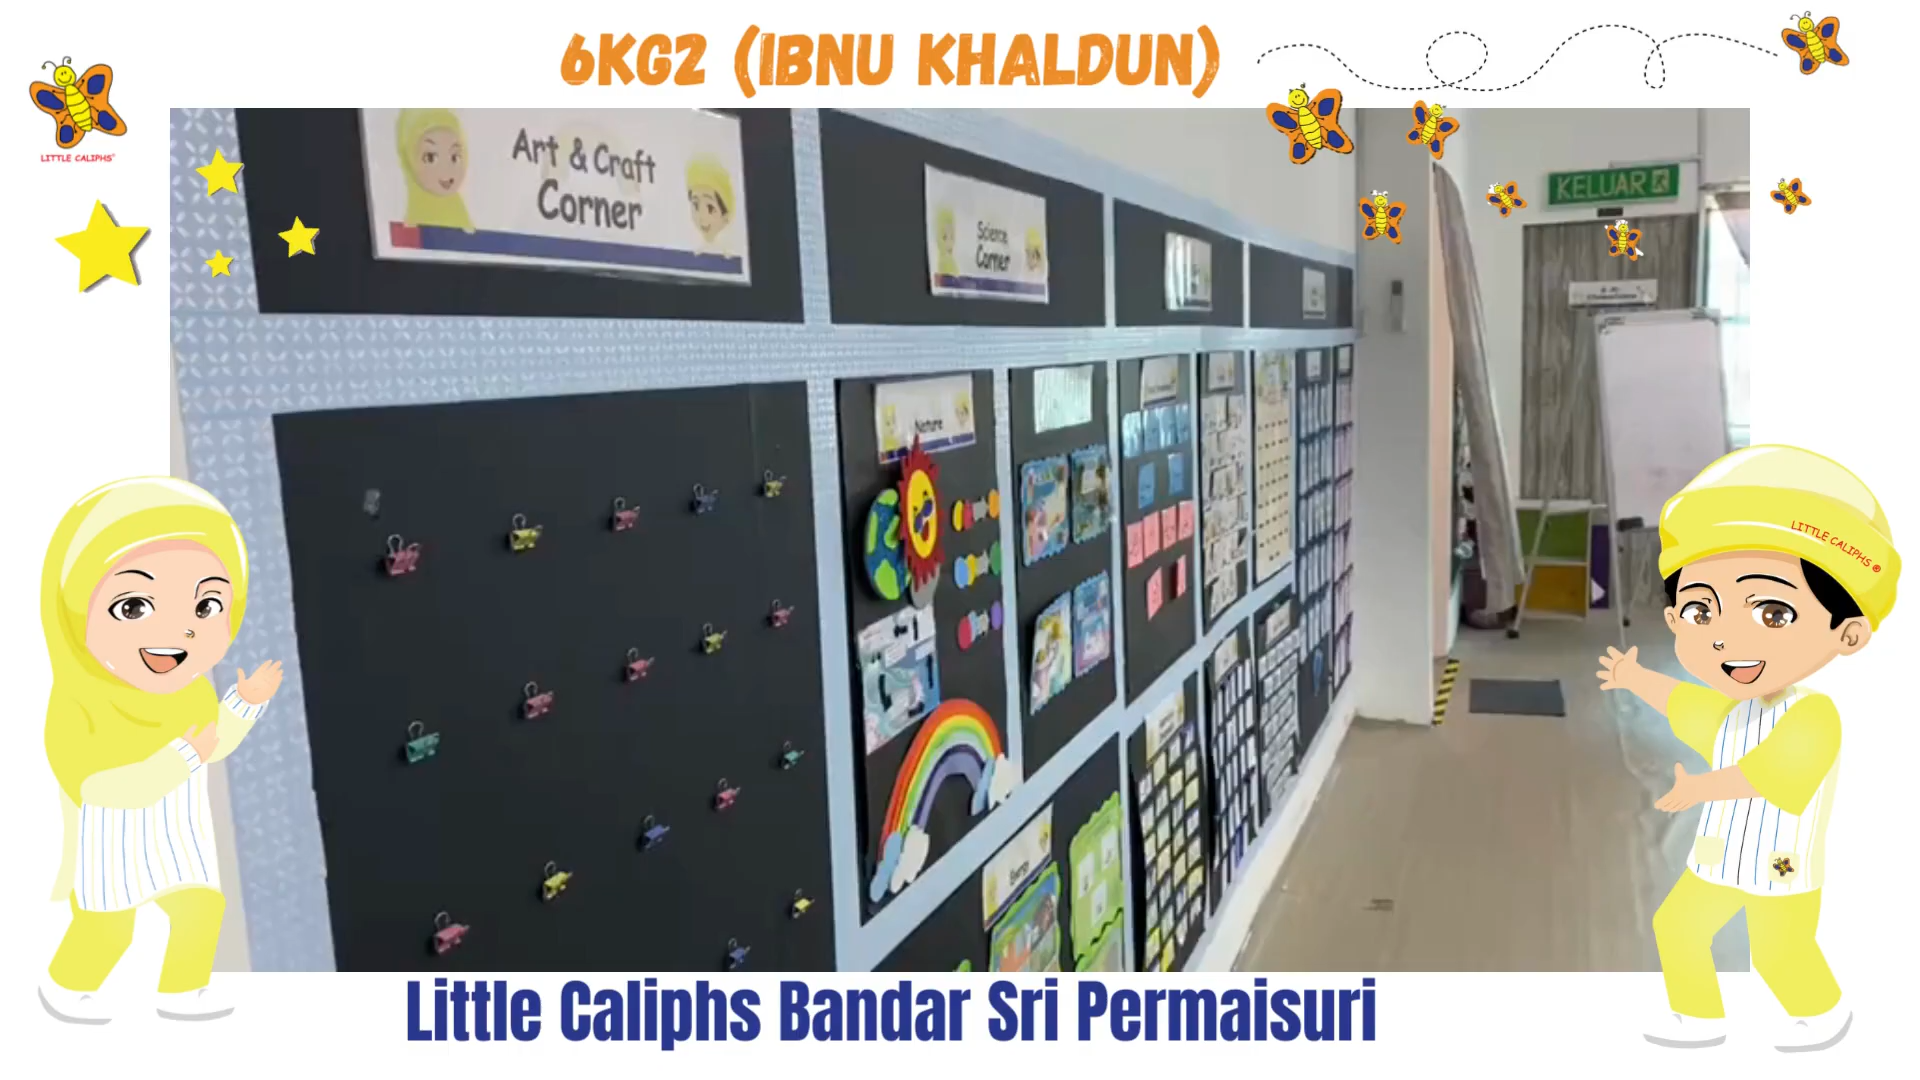 6KG2 (IBNU KHALDUN)
LITTLE CALIPHS
Art & Craft
Corner
Science
Corner
KELUAR
Nature
Energy
LITTLE CALIPHS ®
Little Caliphs Bandar Sri Permaisuri